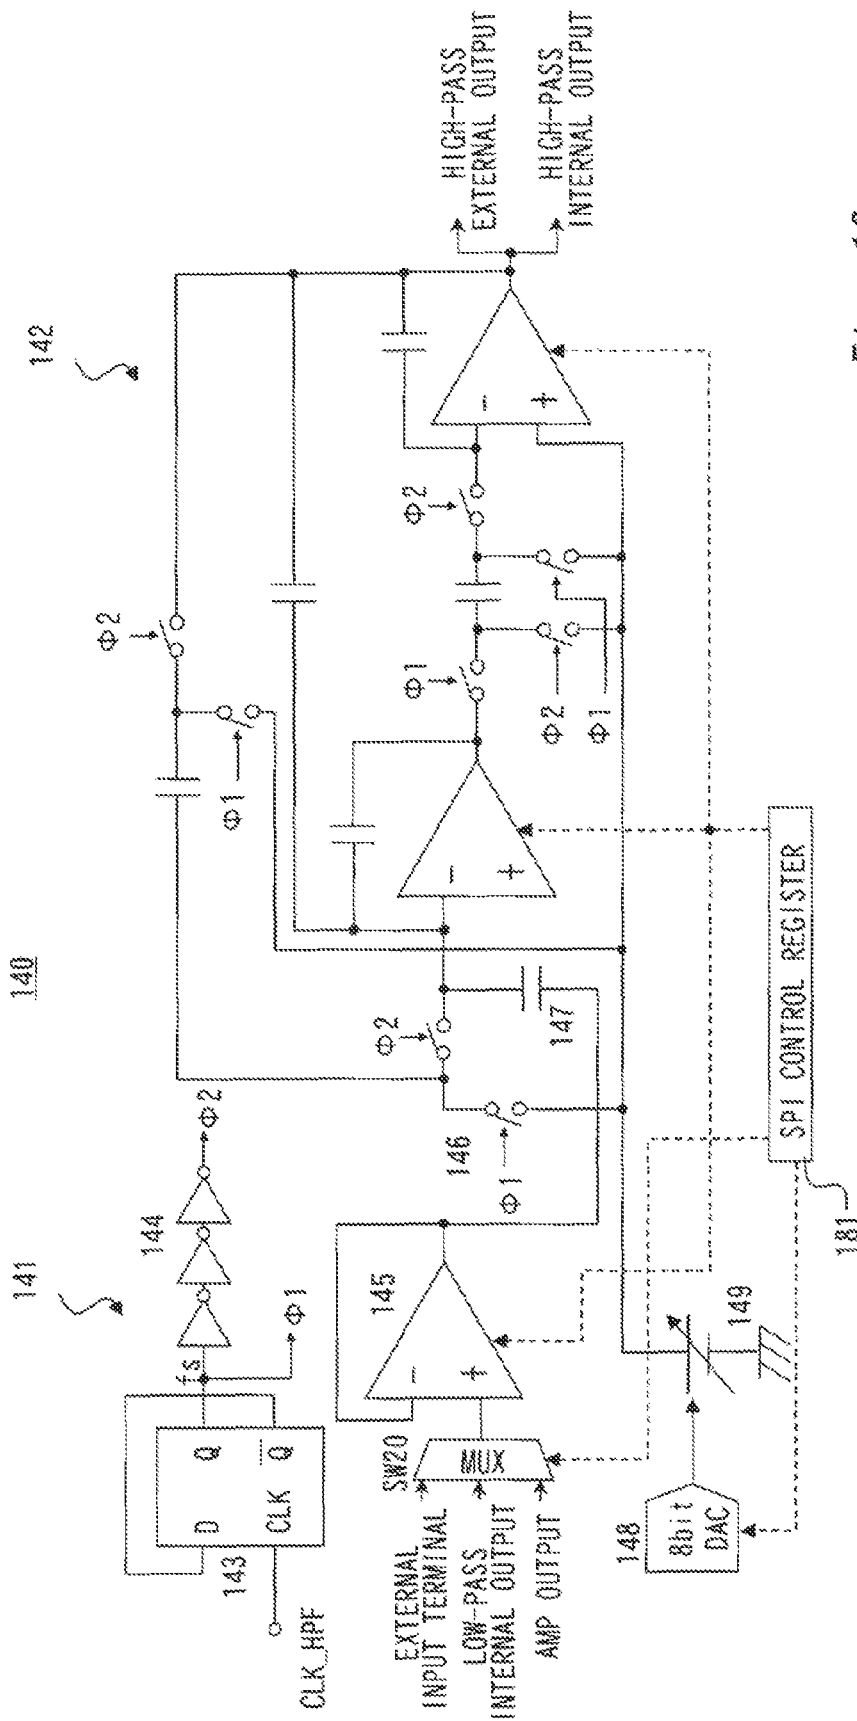 140
141
142
143
D
Q
CLK
Q
CLK_HPF
fs
Φ1
144
Φ2
EXTERNAL
INPUT TERMINAL
LOW-PASS
INTERNAL OUTPUT
AMP OUTPUT
SW20
MUX
145
-
+
146
Φ1
Φ2
147
-
+
Φ1
Φ2
Φ1
Φ2
Φ1
Φ2
-
+
HIGH-PASS
EXTERNAL OUTPUT
HIGH-PASS
INTERNAL OUTPUT
148
8bit
DAC
149
SPI CONTROL REGISTER
181